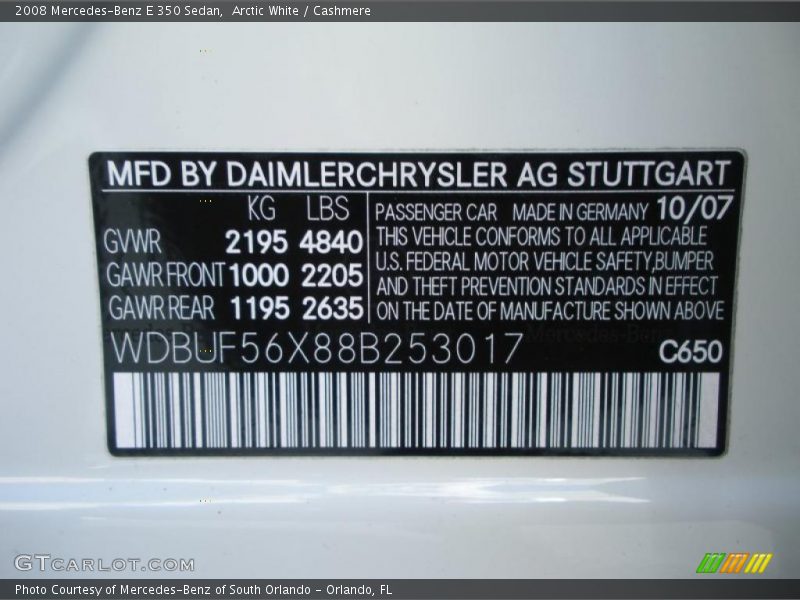 2008 Mercedes-Benz E 350 Sedan, Arctic White / Cashmere
MFD BY DAIMLERCHRYSLER AG STUTTGART
KG LBS
GVWR 2195 4840
GAWR FRONT 1000 2205
GAWR REAR 1195 2635
PASSENGER CAR MADE IN GERMANY 10/07
THIS VEHICLE CONFORMS TO ALL APPLICABLE
U.S. FEDERAL MOTOR VEHICLE SAFETY, BUMPER
AND THEFT PREVENTION STANDARDS IN EFFECT
ON THE DATE OF MANUFACTURE SHOWN ABOVE
Mercedes-Benz
WDBUF56X88B253017 C650
GTCARLOT.COM
Photo Courtesy of Mercedes-Benz of South Orlando - Orlando, FL